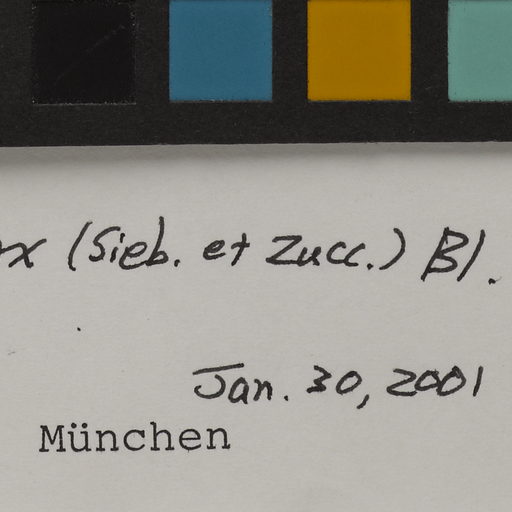 (Sieb. et Zucc.) Bl.
Jan. 30, 2001
München